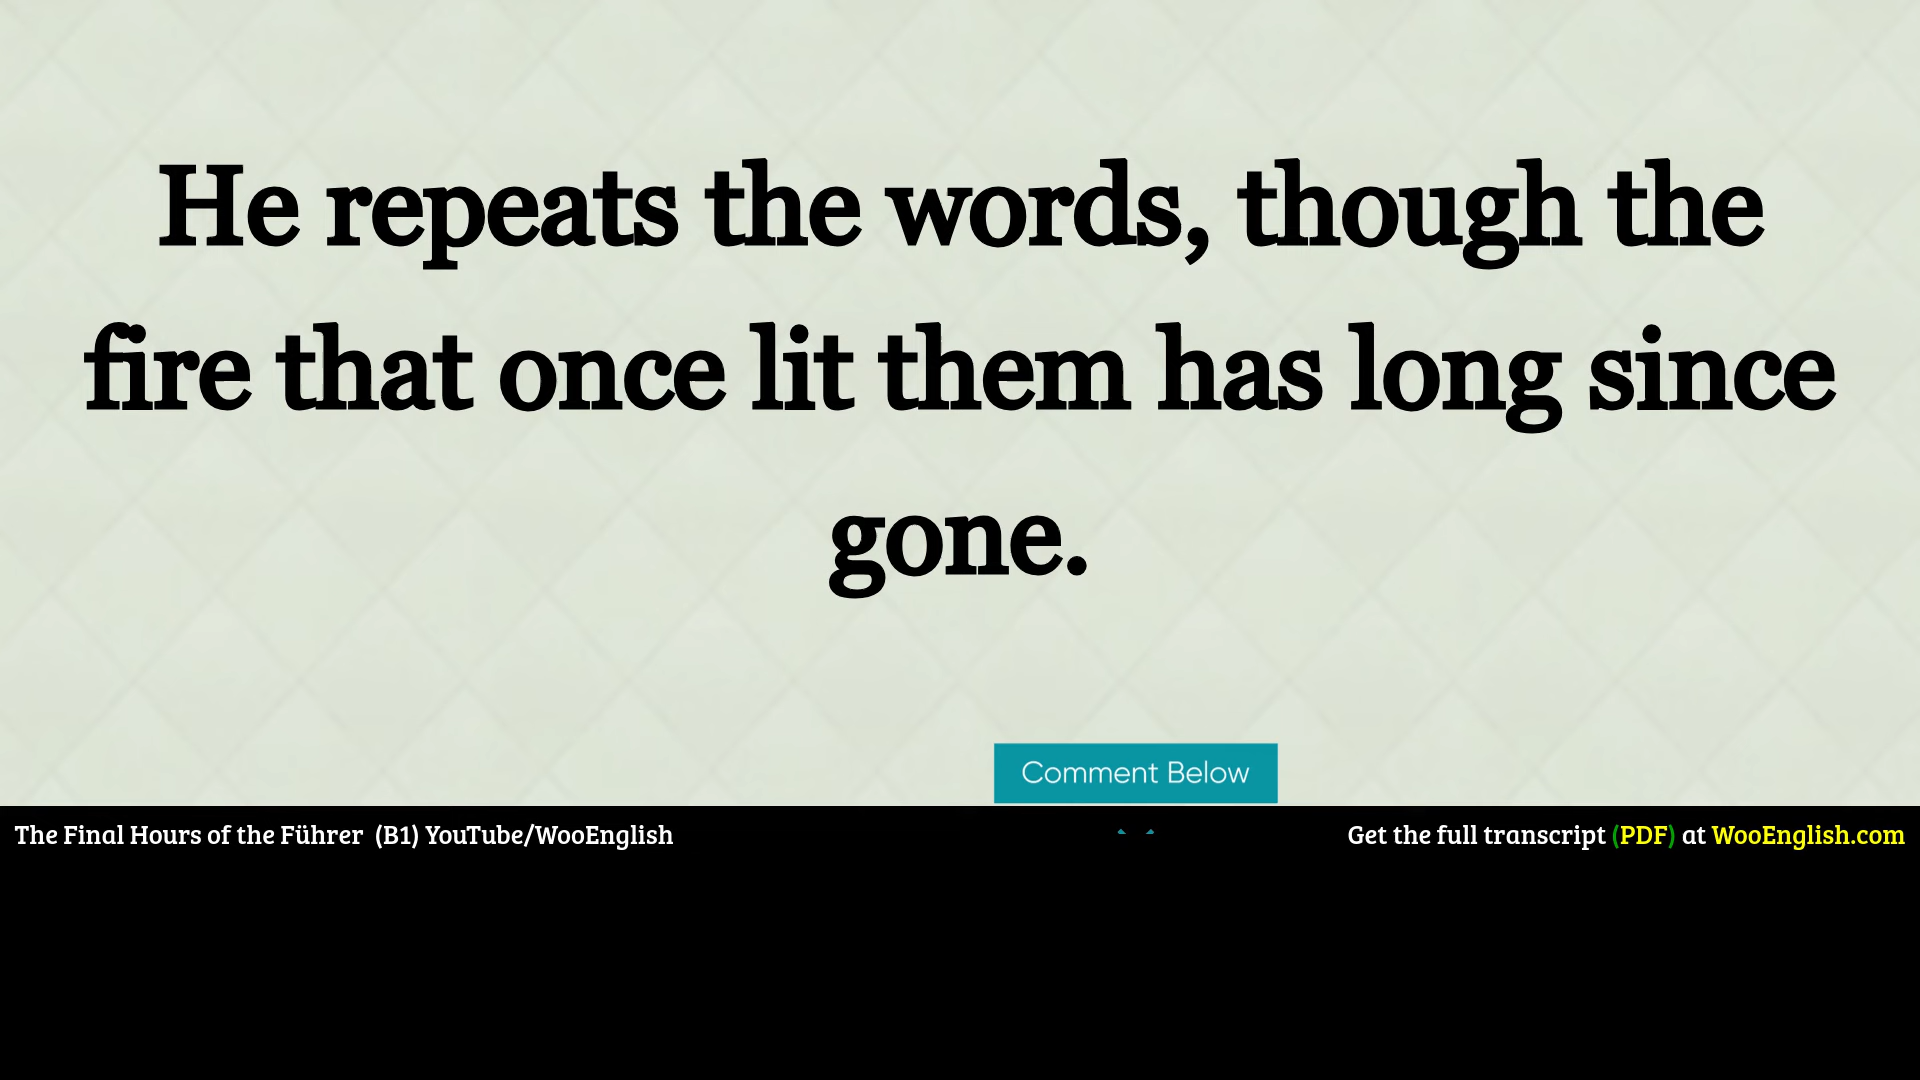 He repeats the words, though the
fire that once lit them has long since
gone.
Comment Below
The Final Hours of the Führer (B1) YouTube/WooEnglish
Get the full transcript (PDF) at WooEnglish.com